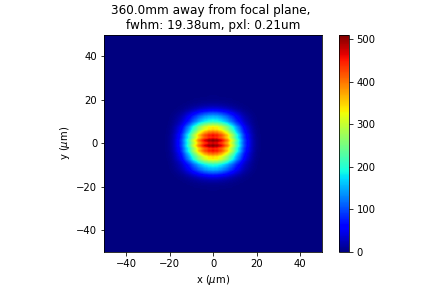 360.0mm away from focal plane,
fwhm: 19.38um, pxl: 0.21um
40
20
0
−20
−40
y (μm)
−40 −20 0 20 40
x (μm)
500
400
300
200
100
0